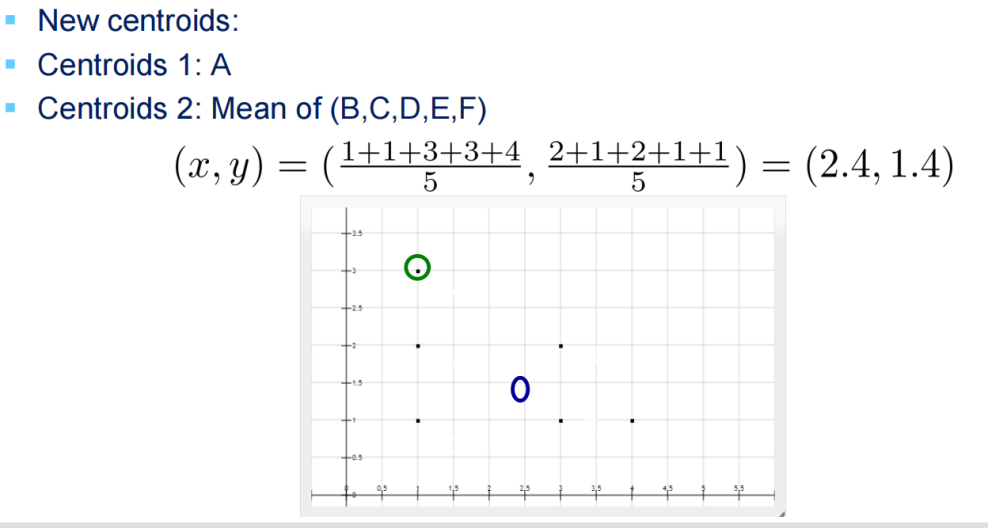 New centroids:
Centroids 1: A
Centroids 2: Mean of (B,C,D,E,F)
(x, y) = (\frac{1+1+3+3+4}{5}, \frac{2+1+2+1+1}{5}) = (2.4, 1.4)
3.5
3
2.5
2
1.5
1
0.5
0 0,5 1 1,5 2 2,5 3 3,5 4 4,5 5 5,5
0